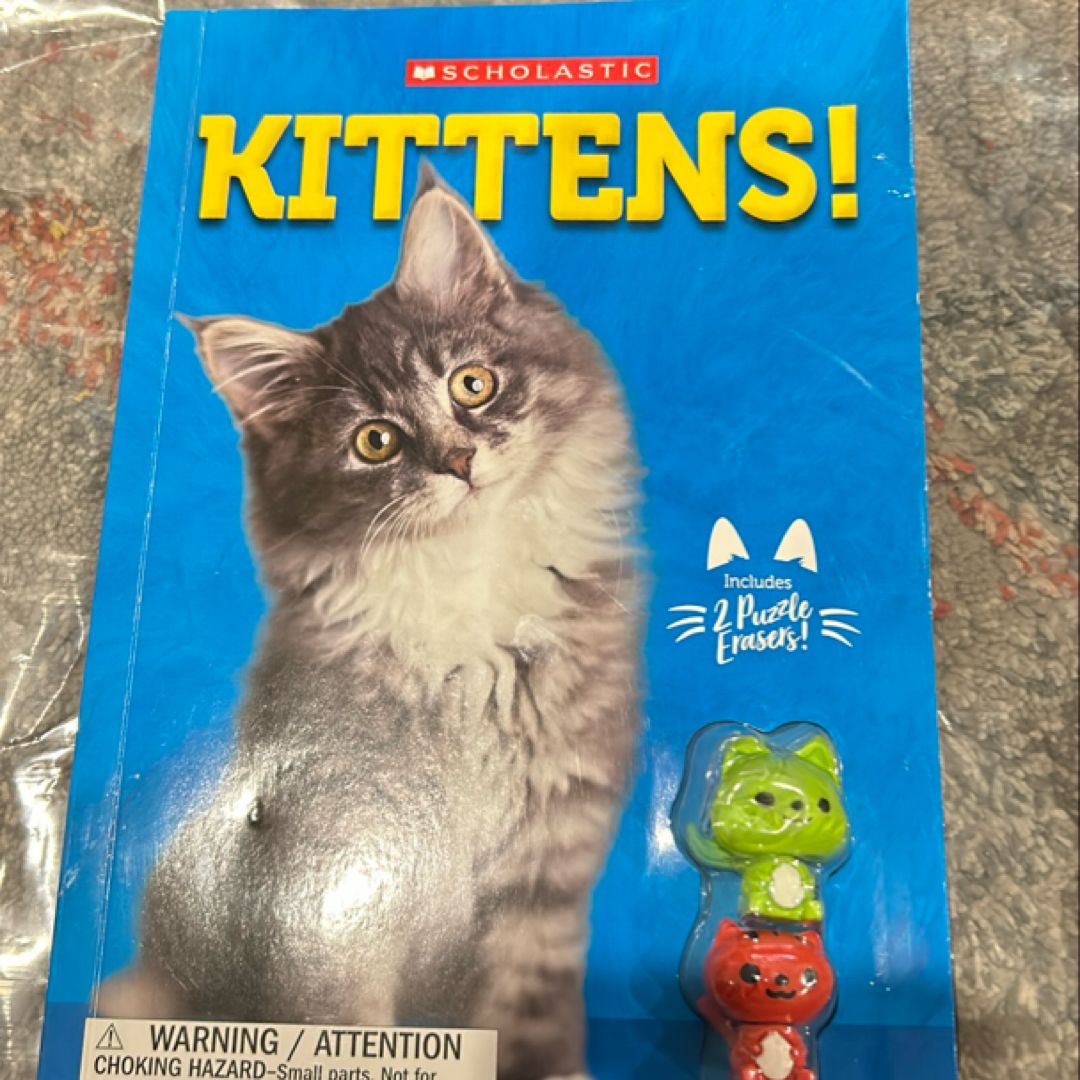 SCHOLASTIC
KITTENS!
Includes
2 Puzzle
Erasers!
⚠ WARNING / ATTENTION
CHOKING HAZARD–Small parts. Not for